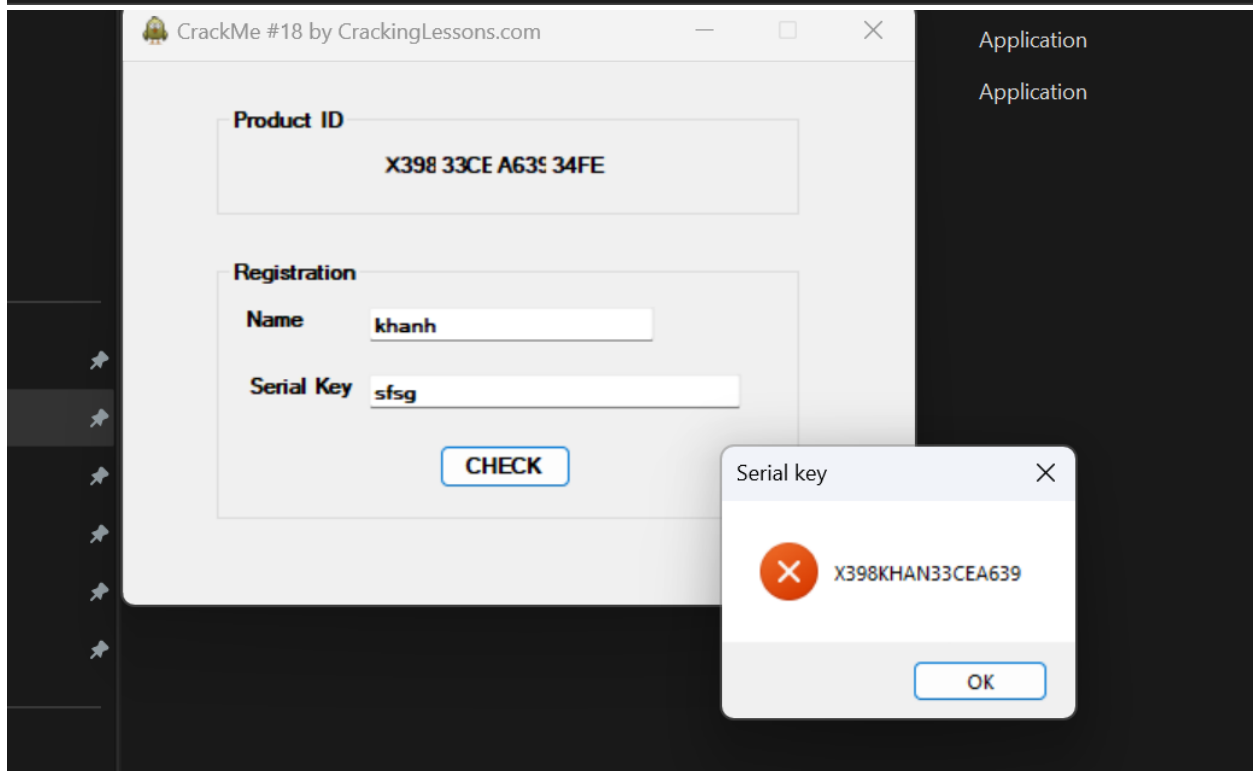 CrackMe #18 by CrackingLessons.com
Application
Application
Product ID
X398 33CE A639 34FE
Registration
Name
khanh
Serial Key
sfsg
CHECK
Serial key
X398KHAN33CEA639
OK